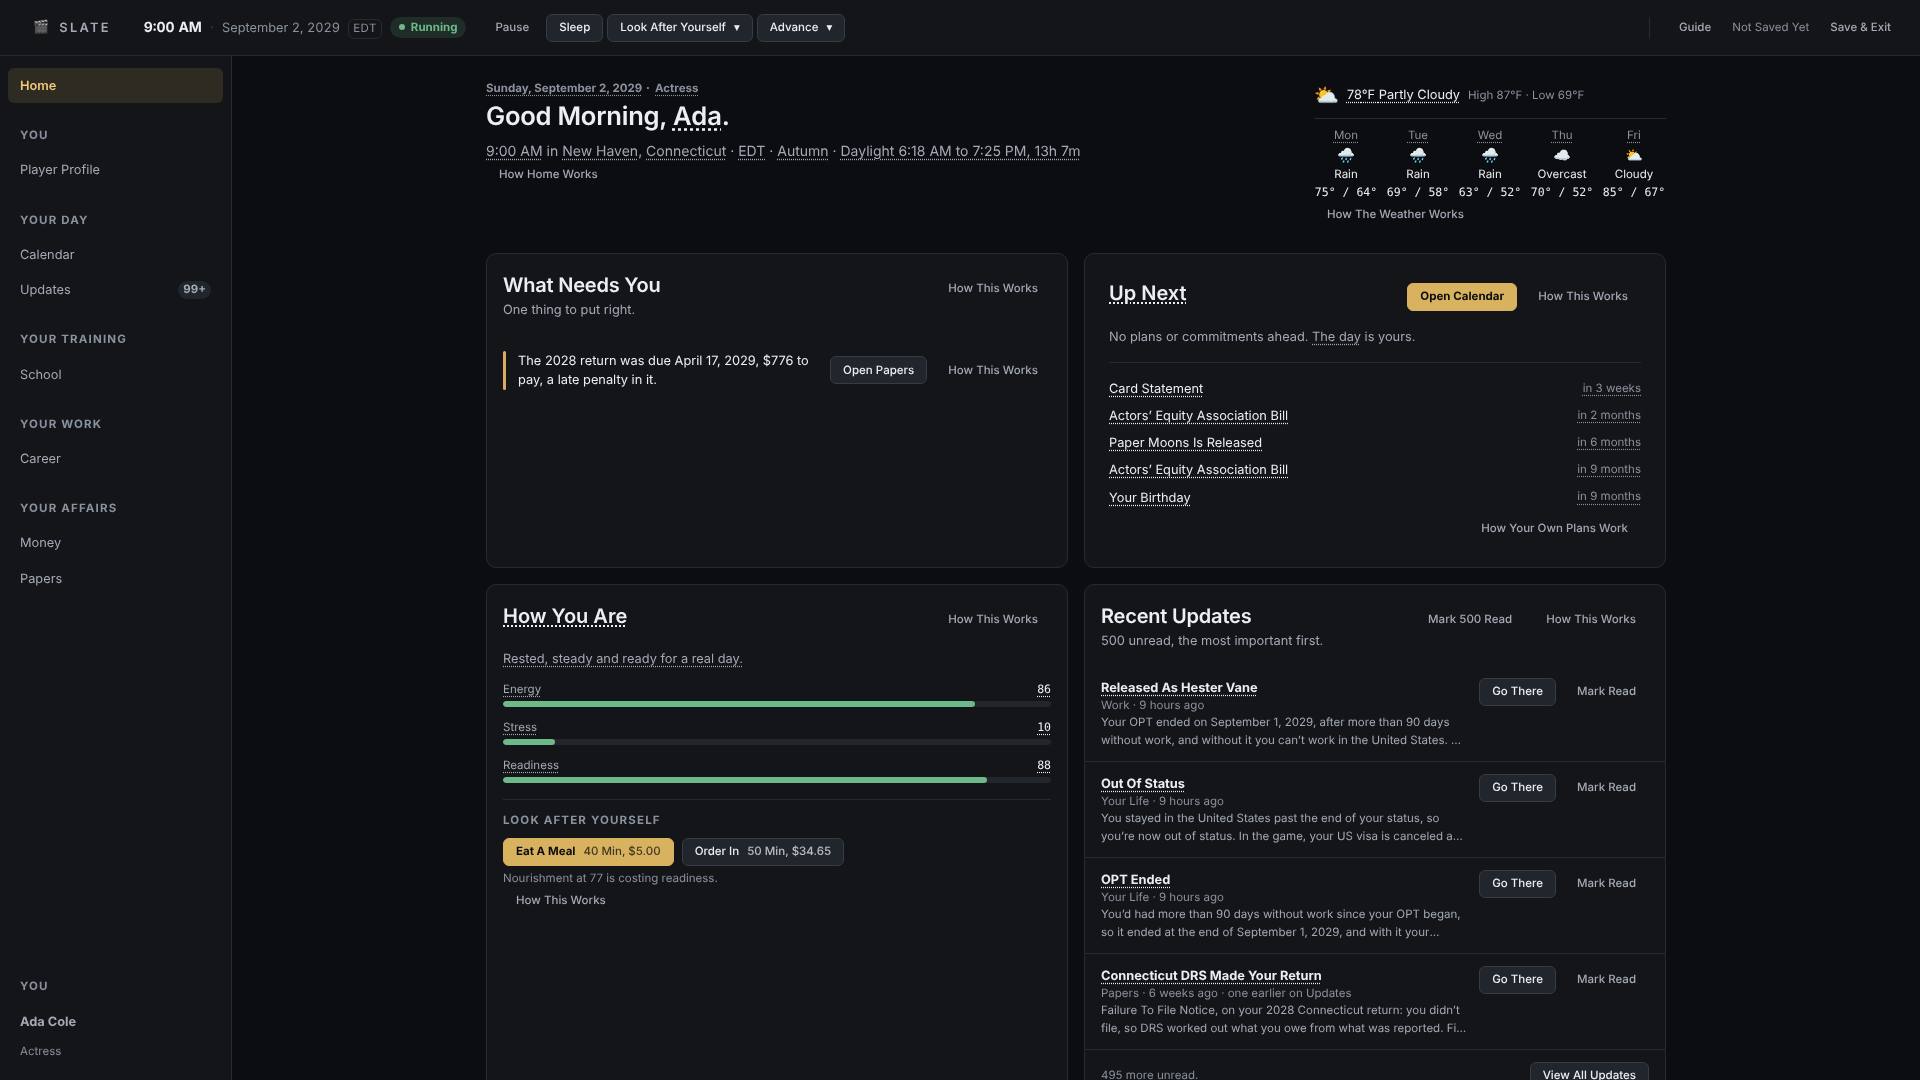 SLATE
9:00 AM · September 2, 2029 EDT Running
Pause
Sleep
Look After Yourself ▾
Advance ▾
Guide
Not Saved Yet
Save & Exit
Home
YOU
Player Profile
YOUR DAY
Calendar
Updates 99+
YOUR TRAINING
School
YOUR WORK
Career
YOUR AFFAIRS
Money
Papers
YOU
Ada Cole
Actress
Sunday, September 2, 2029 · Actress
Good Morning, Ada.
9:00 AM in New Haven, Connecticut · EDT · Autumn · Daylight 6:18 AM to 7:25 PM, 13h 7m
How Home Works
78°F Partly Cloudy High 87°F · Low 69°F
Mon Tue Wed Thu Fri
Rain Rain Rain Overcast Cloudy
75° / 64° 69° / 58° 63° / 52° 70° / 52° 85° / 67°
How The Weather Works
What Needs You
How This Works
One thing to put right.
The 2028 return was due April 17, 2029, $776 to
pay, a late penalty in it.
Open Papers
How This Works
Up Next
Open Calendar
How This Works
No plans or commitments ahead. The day is yours.
Card Statement in 3 weeks
Actors’ Equity Association Bill in 2 months
Paper Moons Is Released in 6 months
Actors’ Equity Association Bill in 9 months
Your Birthday in 9 months
How Your Own Plans Work
How You Are
How This Works
Rested, steady and ready for a real day.
Energy 86
Stress 10
Readiness 88
LOOK AFTER YOURSELF
Eat A Meal 40 Min, $5.00
Order In 50 Min, $34.65
Nourishment at 77 is costing readiness.
How This Works
Recent Updates
Mark 500 Read
How This Works
500 unread, the most important first.
Released As Hester Vane
Work · 9 hours ago
Your OPT ended on September 1, 2029, after more than 90 days
without work, and without it you can’t work in the United States. ...
Go There
Mark Read
Out Of Status
Your Life · 9 hours ago
You stayed in the United States past the end of your status, so
you’re now out of status. In the game, your US visa is canceled a...
Go There
Mark Read
OPT Ended
Your Life · 9 hours ago
You’d had more than 90 days without work since your OPT began,
so it ended at the end of September 1, 2029, and with it your...
Go There
Mark Read
Connecticut DRS Made Your Return
Papers · 6 weeks ago · one earlier on Updates
Failure To File Notice, on your 2028 Connecticut return: you didn’t
file, so DRS worked out what you owe from what was reported. Fi...
Go There
Mark Read
495 more unread.
View All Updates